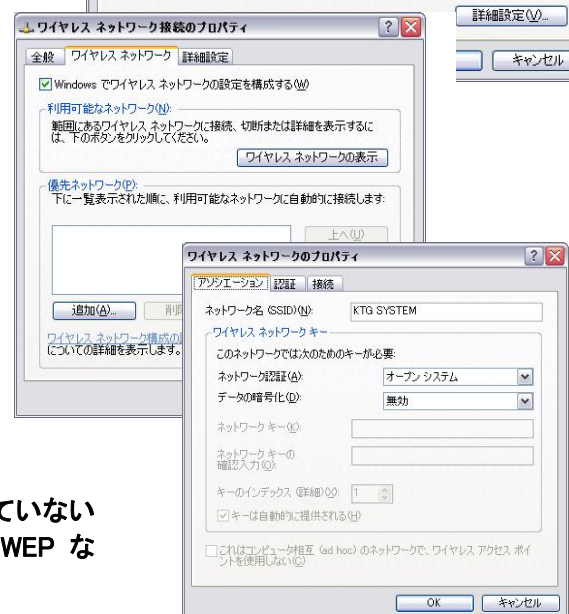 詳細設定(V)...
キャンセル
ワイヤレス ネットワーク接続のプロパティ
全般
ワイヤレス ネットワーク
詳細設定
Windows でワイヤレス ネットワークの設定を構成する(W)
利用可能なネットワーク(N):
範囲にあるワイヤレス ネットワークに接続、切断または詳細を表示するに
は、下のボタンをクリックしてください。
ワイヤレス ネットワークの表示
優先ネットワーク(P):
下に一覧表示された順に、利用可能なネットワークに自動的に接続します:
上へ(U)
追加(A)...
削
ワイヤレス ネットワーク構成の
についての詳細を表示します。
ワイヤレス ネットワークのプロパティ
アソシエーション
認証
接続
ネットワーク名 (SSID)(N):
KTG SYSTEM
ワイヤレス ネットワーク キー
このネットワークでは次のためのキーが必要:
ネットワーク認証(A):
オープン システム
データの暗号化(D):
無効
ネットワーク キー(K):
ネットワーク キーの
確認入力(O):
キーのインデックス (詳細)(X):
1
キーは自動的に提供される(H)
これはコンピュータ相互 (ad hoc) のネットワークで、ワイヤレス アクセス ポイ
ントを使用しない(C)
OK
キャンセル
ていない
WEP な